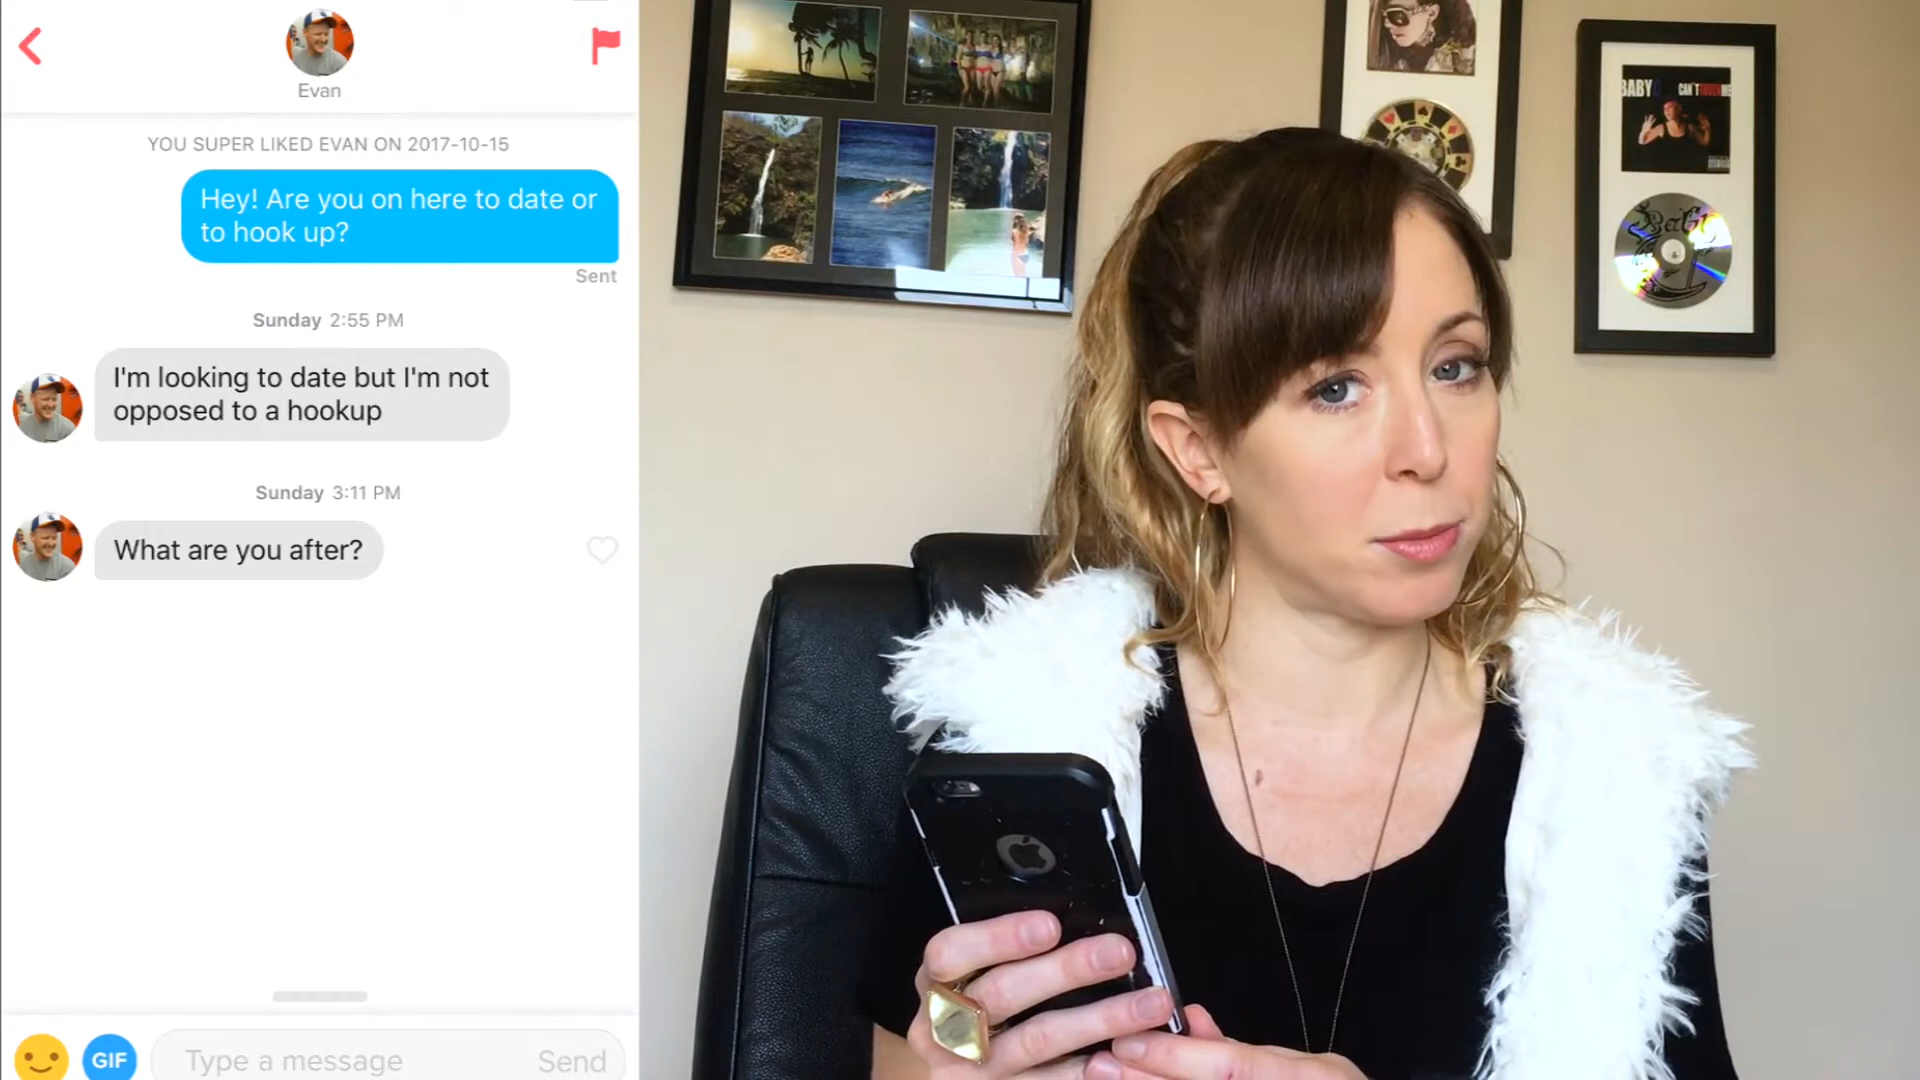 Evan
YOU SUPER LIKED EVAN ON 2017-10-15
Hey! Are you on here to date or
to hook up?
Sent
Sunday 2:55 PM
I'm looking to date but I'm not
opposed to a hookup
Sunday 3:11 PM
What are you after?
GIF
Type a message
Send
BABY
CAN'T